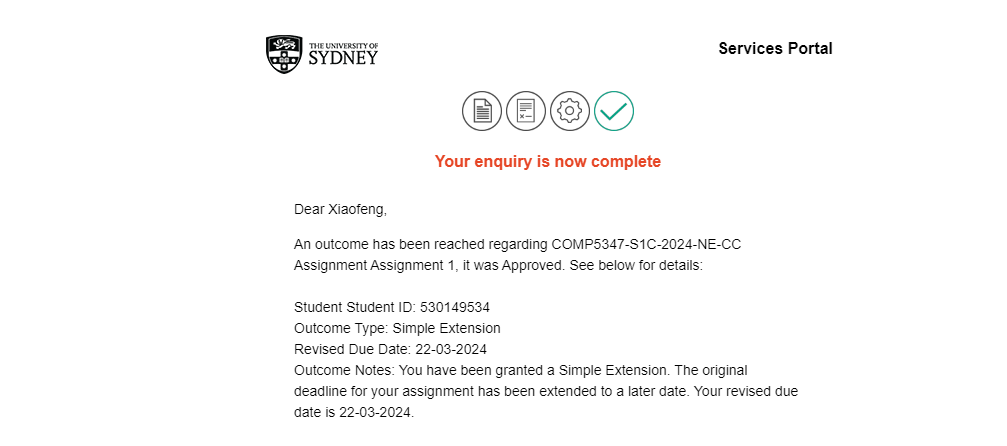 THE UNIVERSITY OF
SYDNEY
Services Portal
Your enquiry is now complete
Dear Xiaofeng,
An outcome has been reached regarding COMP5347-S1C-2024-NE-CC
Assignment Assignment 1, it was Approved. See below for details:
Student Student ID: 530149534
Outcome Type: Simple Extension
Revised Due Date: 22-03-2024
Outcome Notes: You have been granted a Simple Extension. The original
deadline for your assignment has been extended to a later date. Your revised due
date is 22-03-2024.